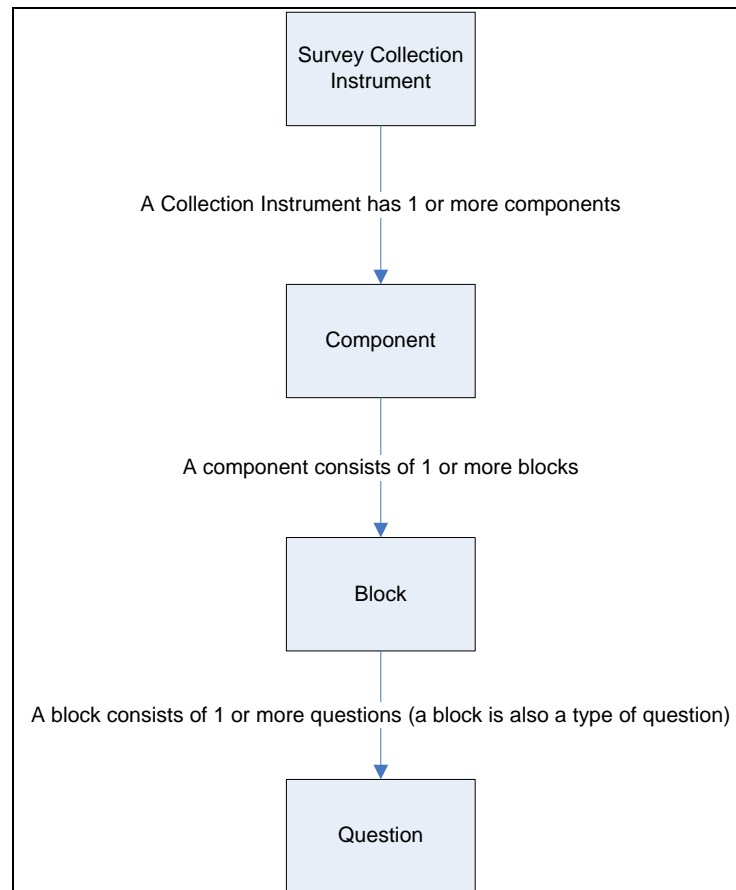 Survey Collection
Instrument
A Collection Instrument has 1 or more components
Component
A component consists of 1 or more blocks
Block
A block consists of 1 or more questions (a block is also a type of question)
Question